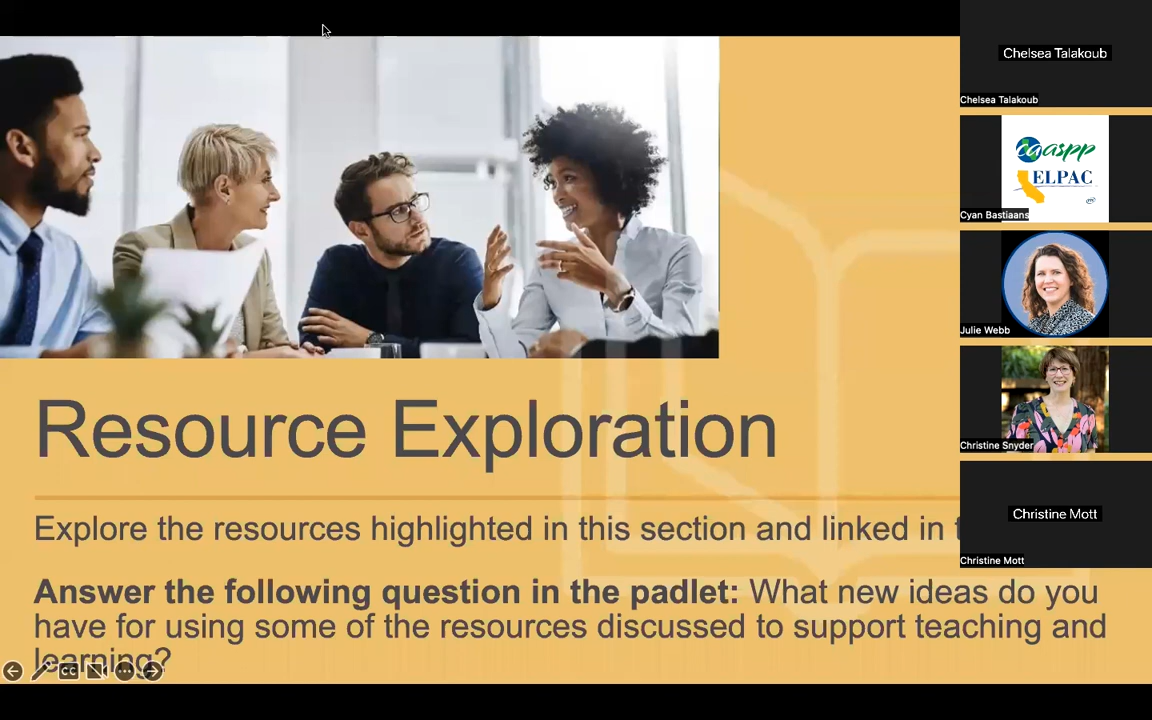 Resource Exploration
Explore the resources highlighted in this section and linked in
Answer the following question in the padlet: What new ideas do you
have for using some of the resources discussed to support teaching and
learning?
Chelsea Talakoub
Chelsea Talakoub
caaspp
ELPAC
Cyan Bastiaans
Julie Webb
Christine Snyder
Christine Mott
Christine Mott
CC